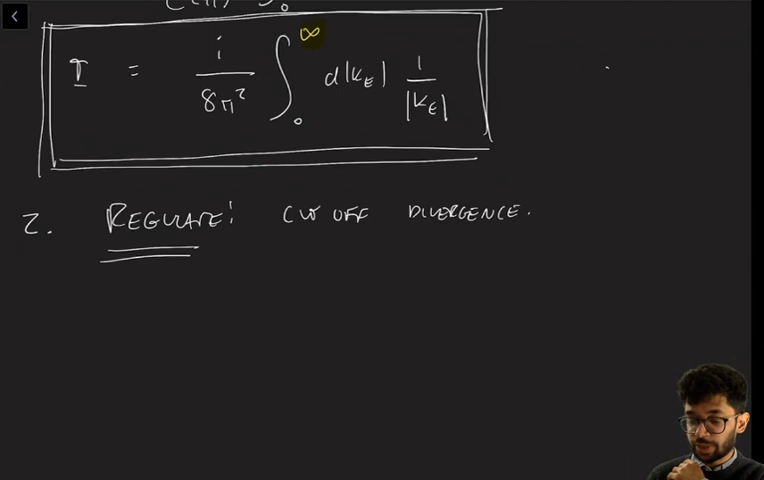 I = i/8π² ∫₀^∞ d|k_E| 1/|k_E|
2. REGULATE: CUT OFF DIVERGENCE.